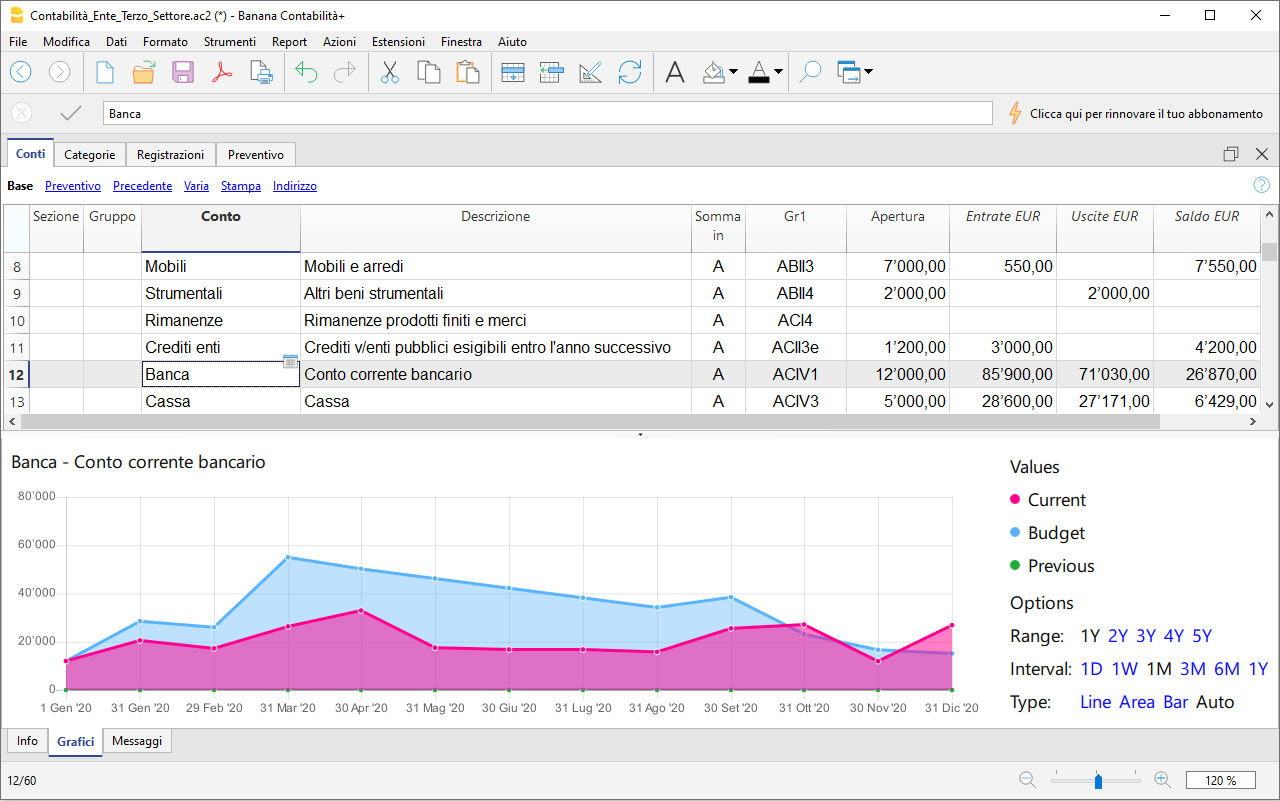 Contabilità_Ente_Terzo_Settore.ac2 (*) - Banana Contabilità+
File Modifica Dati Formato Strumenti Report Azioni Estensioni Finestra Aiuto
Banca
Clicca qui per rinnovare il tuo abbonamento
Conti Categorie Registrazioni Preventivo
Base Preventivo Precedente Varia Stampa Indirizzo
Sezione Gruppo Conto Descrizione Somma in Gr1 Apertura Entrate EUR Uscite EUR Saldo EUR
8 Mobili Mobili e arredi A ABII3 7’000,00 550,00 7’550,00
9 Strumentali Altri beni strumentali A ABII4 2’000,00 2’000,00
10 Rimanenze Rimanenze prodotti finiti e merci A ACI4
11 Crediti enti Crediti v/enti pubblici esigibili entro l'anno successivo A ACII3e 1’200,00 3’000,00 4’200,00
12 Banca Conto corrente bancario A ACIV1 12’000,00 85’900,00 71’030,00 26’870,00
13 Cassa Cassa A ACIV3 5’000,00 28’600,00 27’171,00 6’429,00
Banca - Conto corrente bancario
80’000
60’000
40’000
20’000
0
1 Gen '20 31 Gen '20 29 Feb '20 31 Mar '20 30 Apr '20 31 Mag '20 30 Giu '20 31 Lug '20 31 Ago '20 30 Set '20 31 Ott '20 30 Nov '20 31 Dic '20
Values
Current
Budget
Previous
Options
Range: 1Y 2Y 3Y 4Y 5Y
Interval: 1D 1W 1M 3M 6M 1Y
Type: Line Area Bar Auto
Info Grafici Messaggi
12/60
120 %